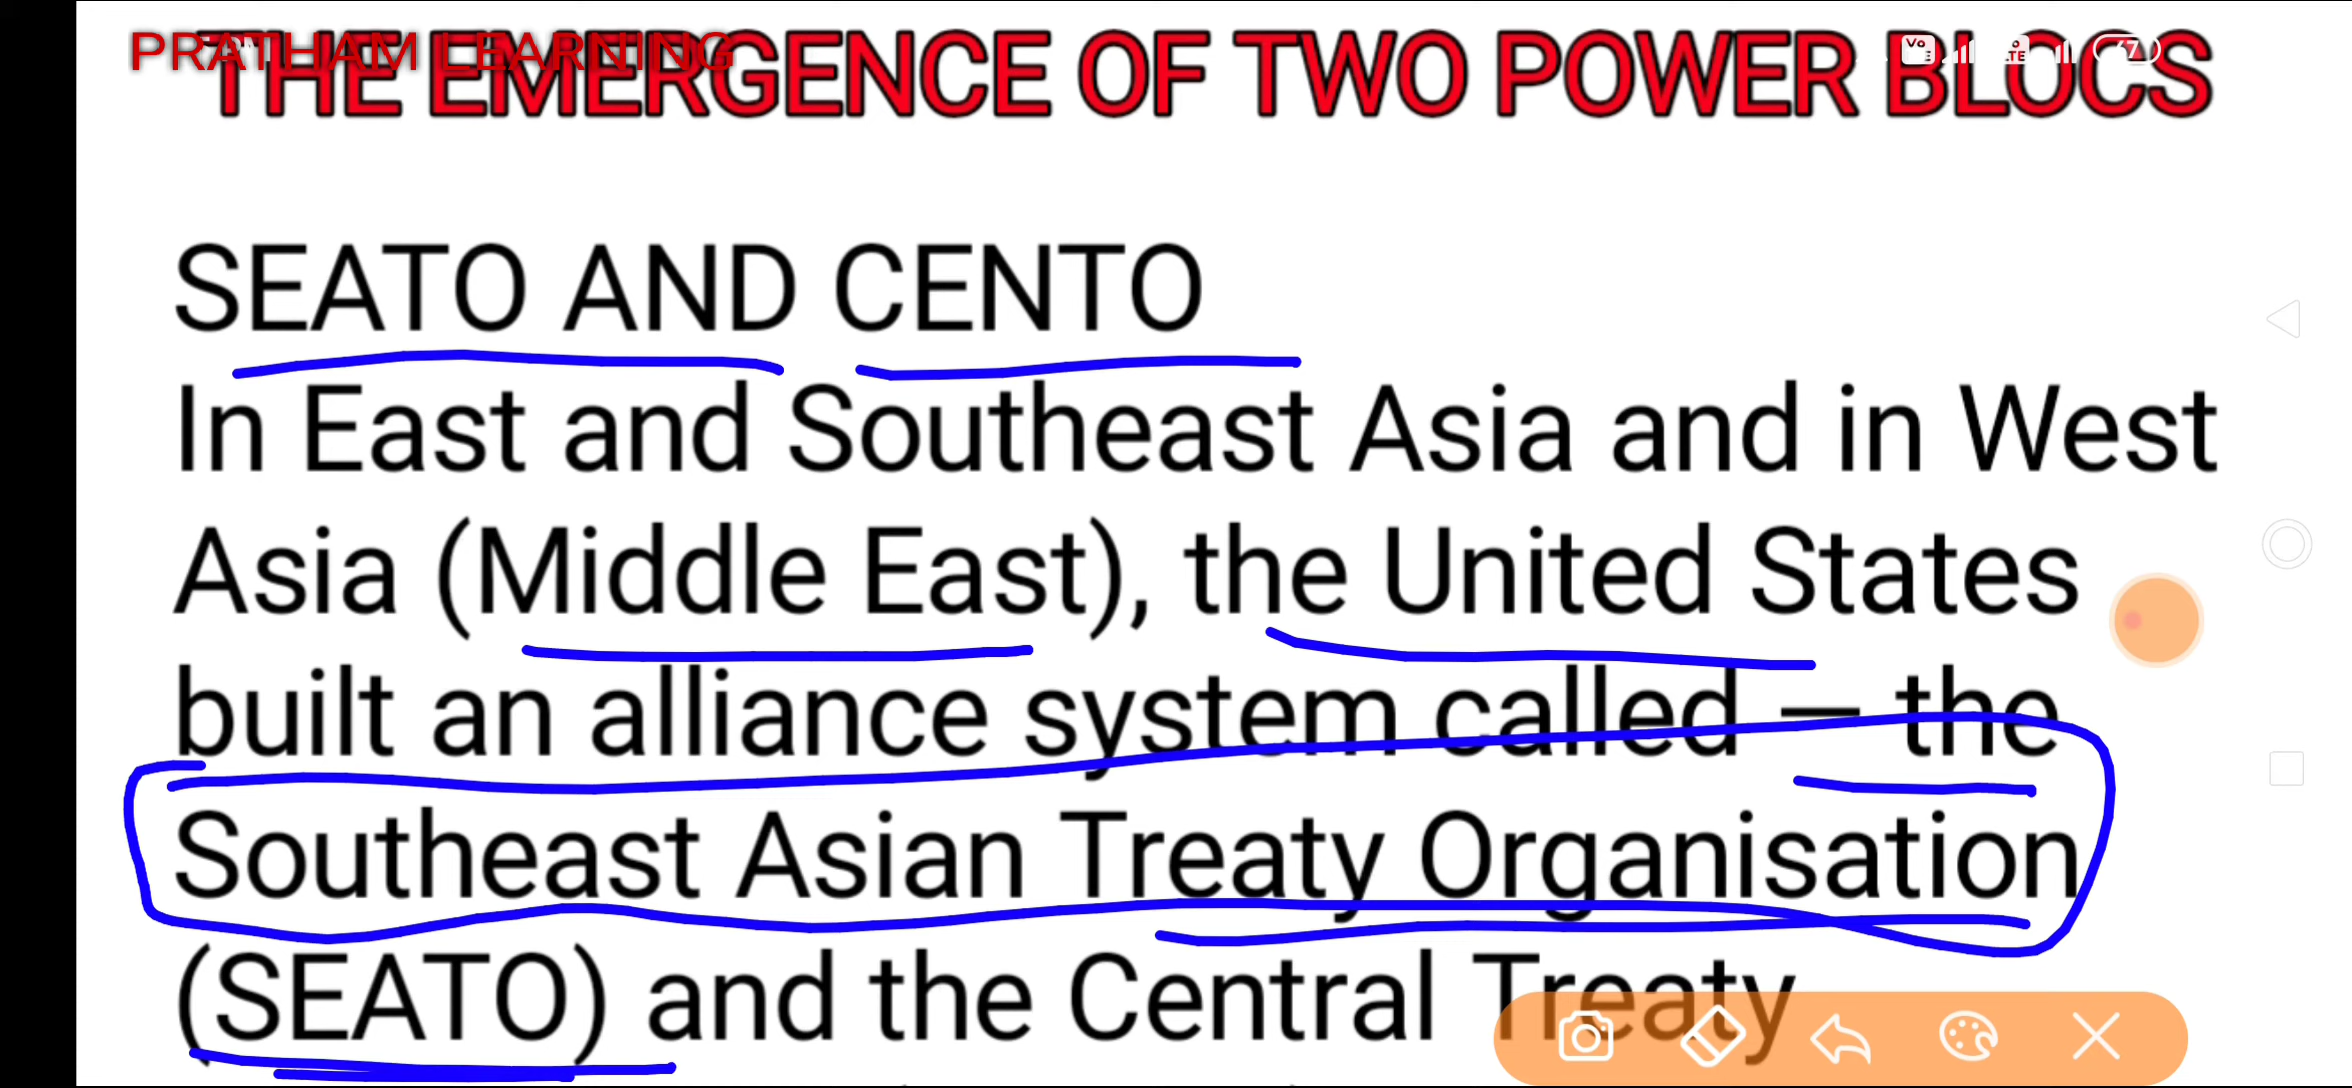 PRATHAM LEARNING
THE EMERGENCE OF TWO POWER BLOCS
SEATO AND CENTO
In East and Southeast Asia and in West
Asia (Middle East), the United States
built an alliance system called — the
Southeast Asian Treaty Organisation
(SEATO) and the Central Treaty